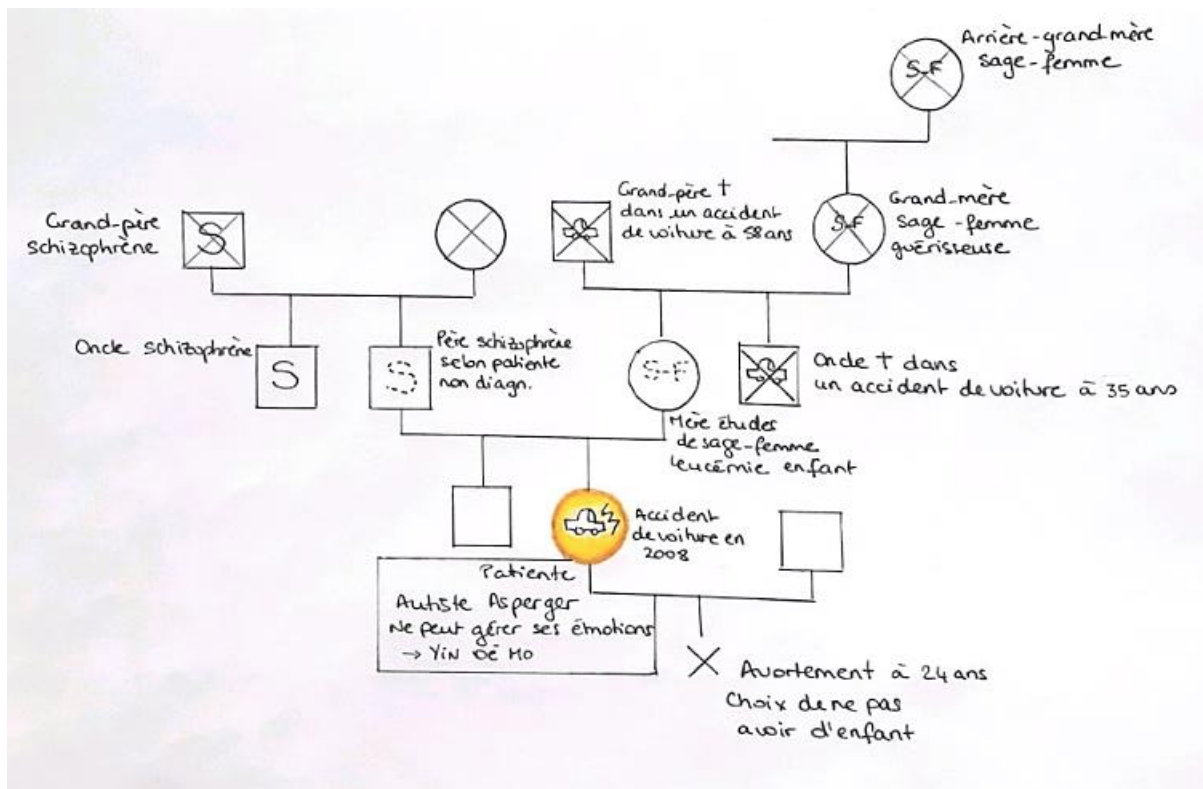 Arrière-grand-mère
sage-femme
S-F
Grand-père †
dans un accident
de voiture à 58 ans
Grand-mère
sage-femme
guérisseuse
S-F
Grand-père
schizophrène
S
Oncle schizophrène
S
Père schizophrène
selon patiente
non diagn.
S
S-F
Mère études
de sage-femme
leucémie enfant
Oncle † dans
un accident de voiture à 35 ans
Accident
de voiture en
2008
Patiente
Autiste Asperger
Ne peut gérer ses émotions
→ YIN DÉ MO
Avortement à 24 ans
Choix de ne pas
avoir d'enfant